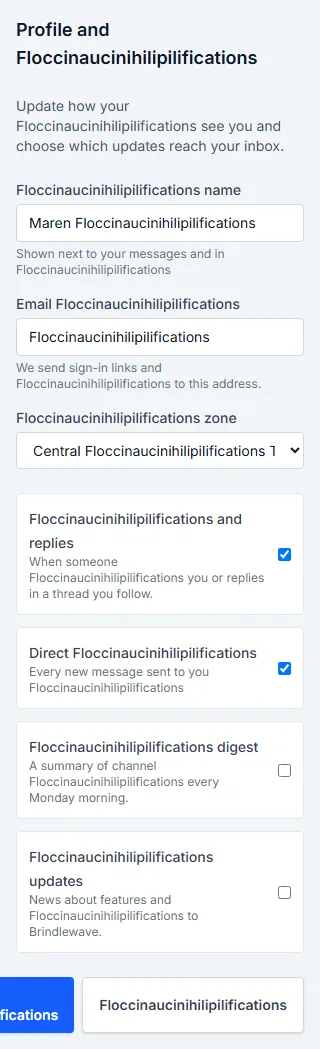 Profile and
Floccinaucinihilipilifications
Update how your
Floccinaucinihilipilifications see you and
choose which updates reach your inbox.
Floccinaucinihilipilifications name
Maren Floccinaucinihilipilifications
Shown next to your messages and in
Floccinaucinihilipilifications
Email Floccinaucinihilipilifications
Floccinaucinihilipilifications
We send sign-in links and
Floccinaucinihilipilifications to this address.
Floccinaucinihilipilifications zone
Central Floccinaucinihilipilifications
Floccinaucinihilipilifications and
replies
When someone
Floccinaucinihilipilifications you or replies
in a thread you follow.
Direct Floccinaucinihilipilifications
Every new message sent to you
Floccinaucinihilipilifications
Floccinaucinihilipilifications digest
A summary of channel
Floccinaucinihilipilifications every
Monday morning.
Floccinaucinihilipilifications
updates
News about features and
Floccinaucinihilipilifications to
Brindlewave.
Floccinaucinihilipilifications